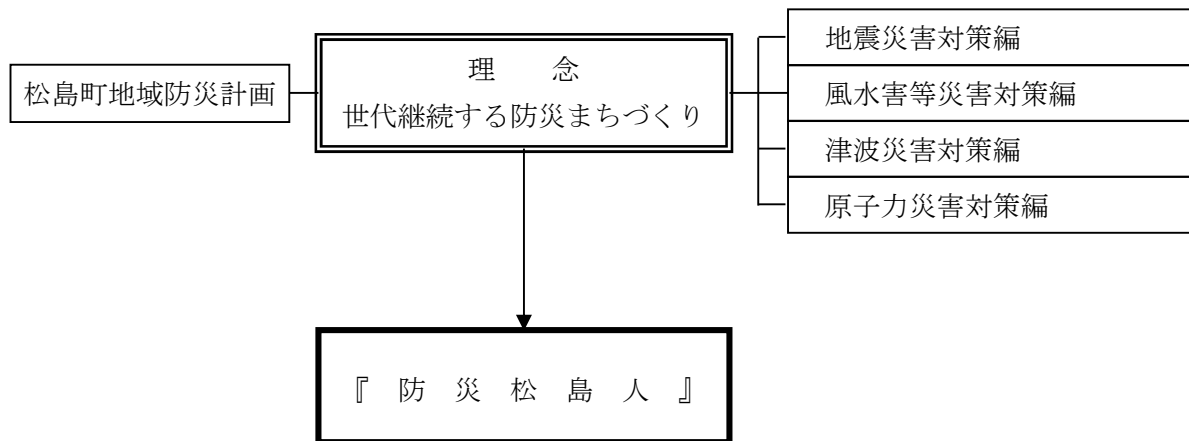 松島町地域防災計画
理　　念
世代継続する防災まちづくり
地震災害対策編
風水害等災害対策編
津波災害対策編
原子力災害対策編
『 防 災 松 島 人 』